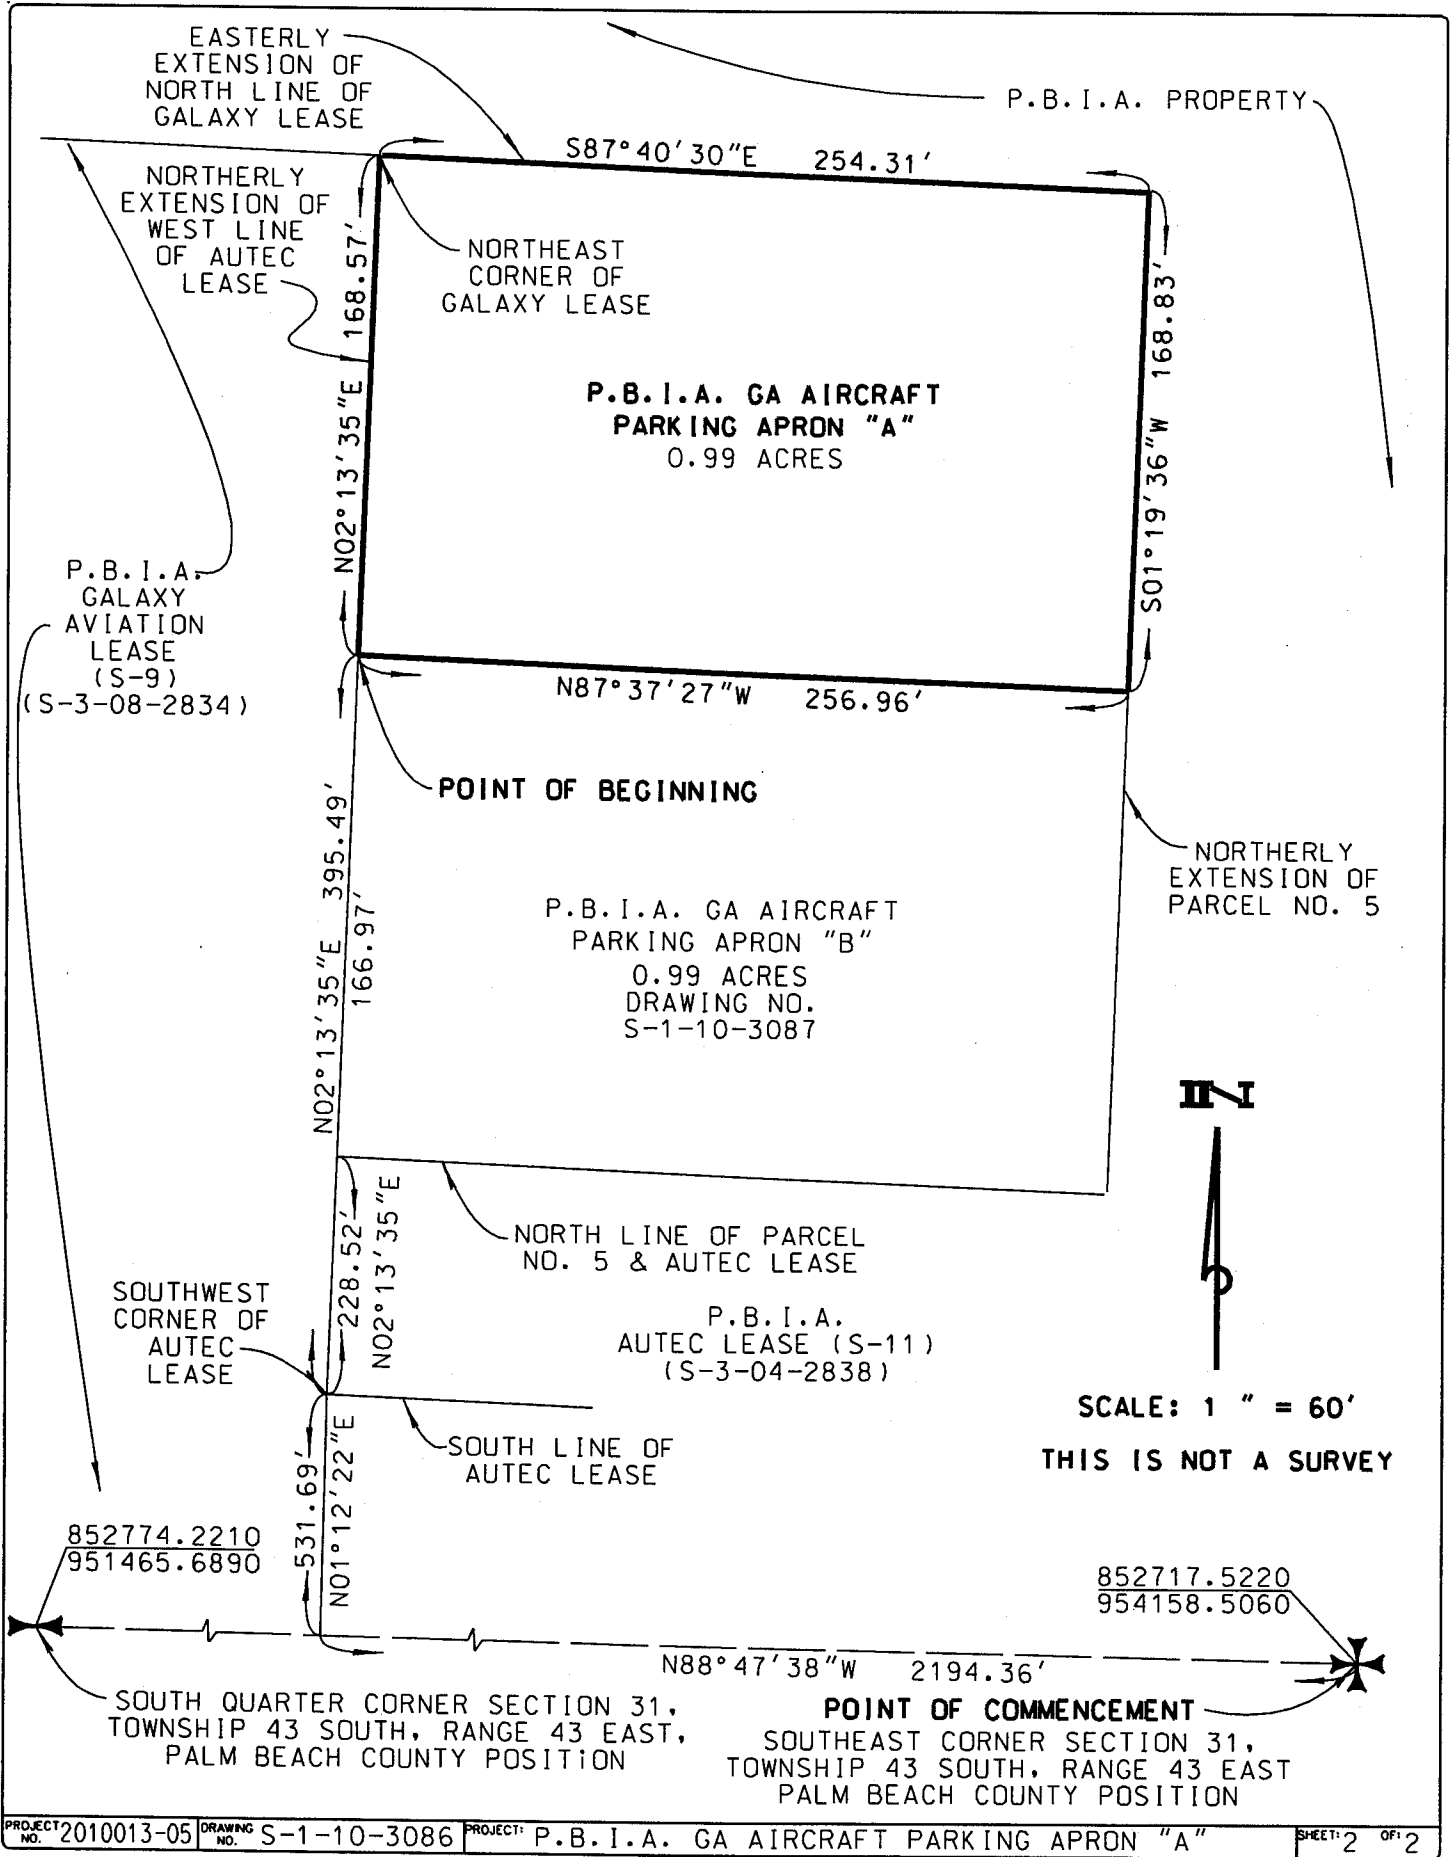 EASTERLY
EXTENSION OF
NORTH LINE OF
GALAXY LEASE
P.B.I.A. PROPERTY
S87°40'30"E 254.31'
NORTHERLY
EXTENSION OF
WEST LINE
OF AUTEC
LEASE
NORTHEAST
CORNER OF
GALAXY LEASE
N02°13'35"E 168.57'
S01°19'36"W 168.83'
P.B.I.A. GA AIRCRAFT
PARKING APRON "A"
0.99 ACRES
P.B.I.A.
GALAXY
AVIATION
LEASE
(S-9)
(S-3-08-2834)
N87°37'27"W 256.96'
POINT OF BEGINNING
N02°13'35"E 395.49'
166.97'
NORTHERLY
EXTENSION OF
PARCEL NO. 5
P.B.I.A. GA AIRCRAFT
PARKING APRON "B"
0.99 ACRES
DRAWING NO.
S-1-10-3087
N
228.52'
N02°13'35"E
NORTH LINE OF PARCEL
NO. 5 & AUTEC LEASE
SOUTHWEST
CORNER OF
AUTEC
LEASE
P.B.I.A.
AUTEC LEASE (S-11)
(S-3-04-2838)
SCALE: 1 " = 60'
THIS IS NOT A SURVEY
SOUTH LINE OF
AUTEC LEASE
531.69'
N01°12'22"E
852774.2210
951465.6890
852717.5220
954158.5060
N88°47'38"W 2194.36'
SOUTH QUARTER CORNER SECTION 31,
TOWNSHIP 43 SOUTH, RANGE 43 EAST,
PALM BEACH COUNTY POSITION
POINT OF COMMENCEMENT
SOUTHEAST CORNER SECTION 31,
TOWNSHIP 43 SOUTH, RANGE 43 EAST
PALM BEACH COUNTY POSITION
PROJECT NO. 2010013-05 DRAWING NO. S-1-10-3086 PROJECT: P.B.I.A. GA AIRCRAFT PARKING APRON "A" SHEET: 2 OF: 2